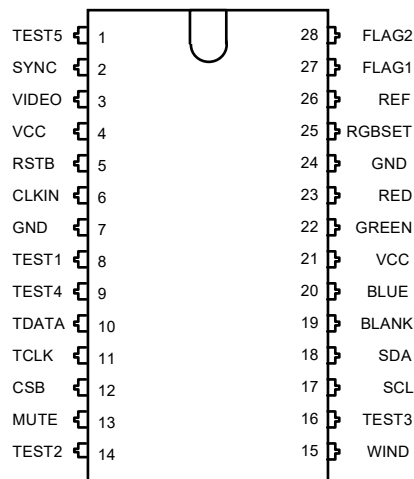 TEST5 1 28 FLAG2
SYNC 2 27 FLAG1
VIDEO 3 26 REF
VCC 4 25 RGBSET
RSTB 5 24 GND
CLKIN 6 23 RED
GND 7 22 GREEN
TEST1 8 21 VCC
TEST4 9 20 BLUE
TDATA 10 19 BLANK
TCLK 11 18 SDA
CSB 12 17 SCL
MUTE 13 16 TEST3
TEST2 14 15 WIND